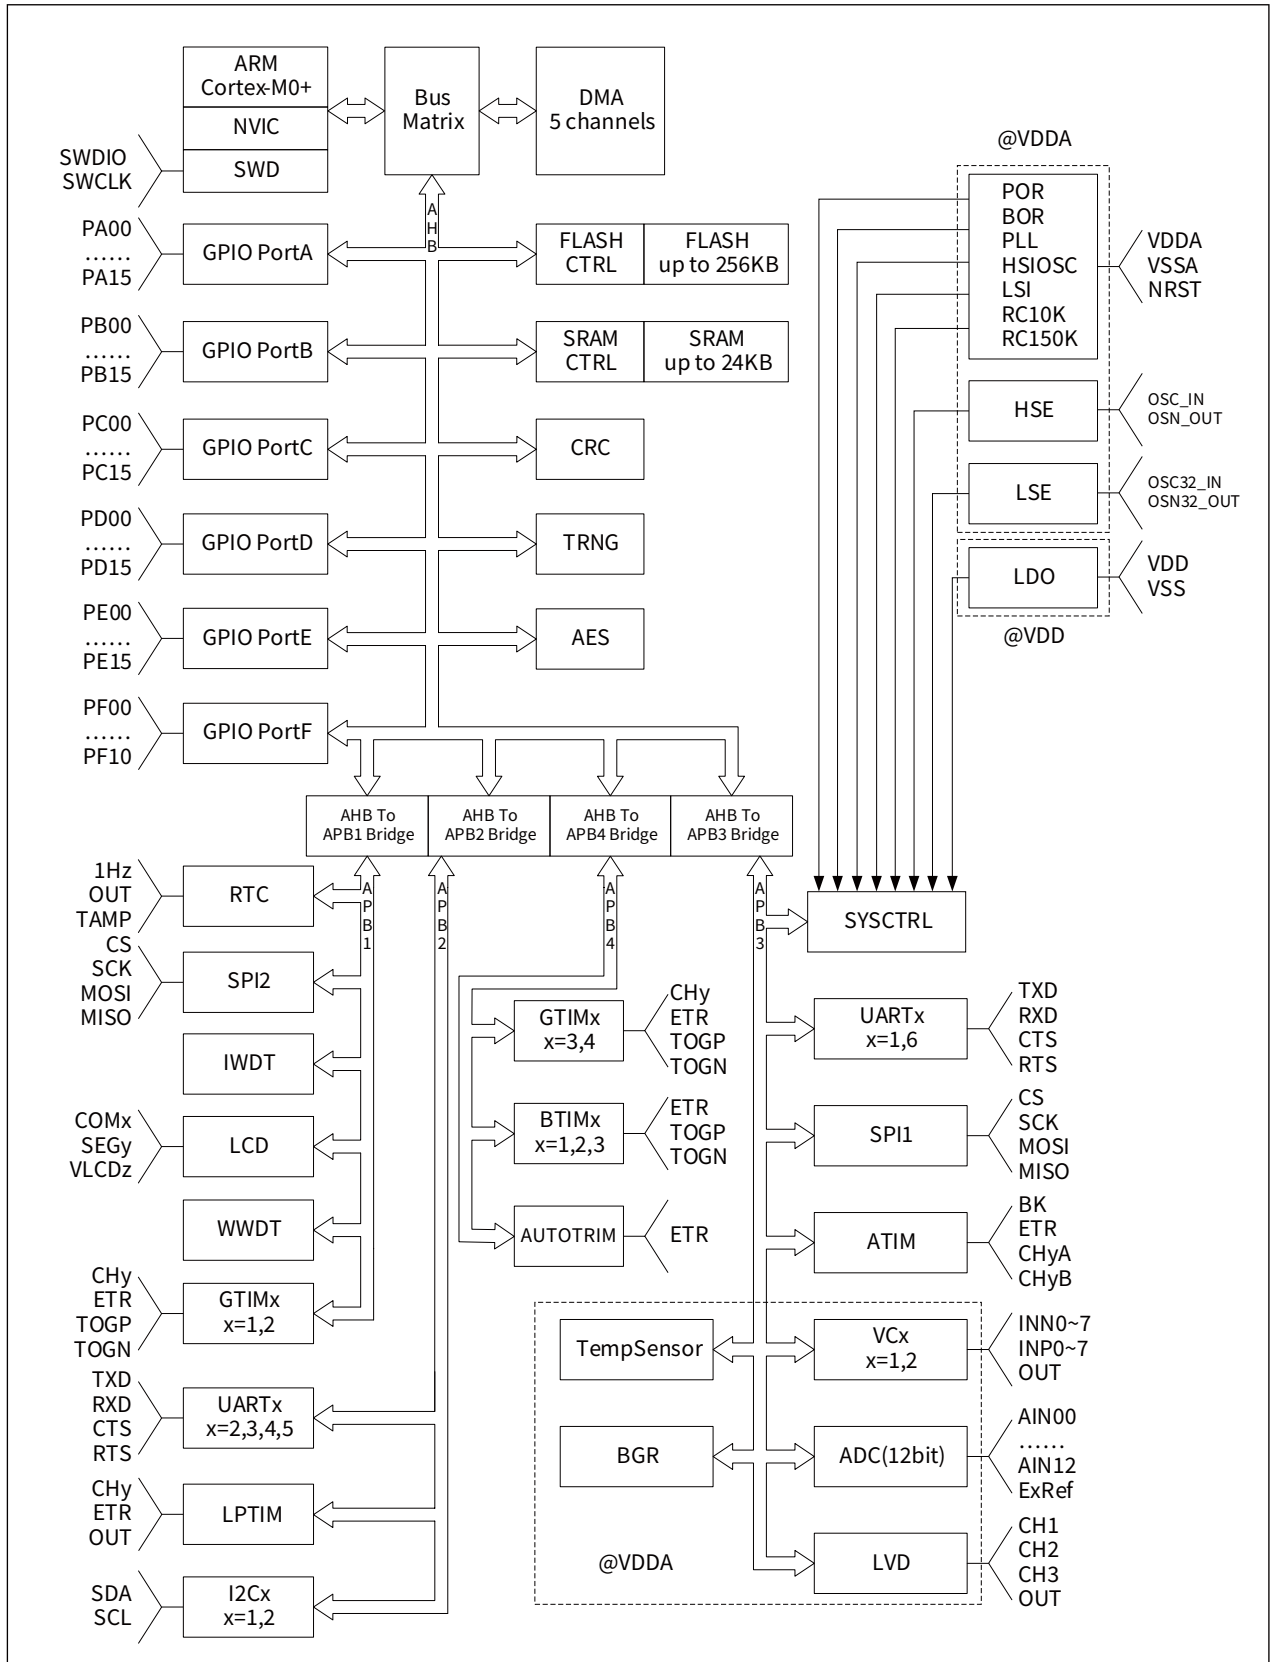 ARM
Cortex-M0+
NVIC
SWD
Bus
Matrix
DMA
5 channels
SWDIO
SWCLK
AHB
PA00
......
PA15
GPIO PortA
FLASH
CTRL
FLASH
up to 256KB
PB00
......
PB15
GPIO PortB
SRAM
CTRL
SRAM
up to 24KB
PC00
......
PC15
GPIO PortC
CRC
PD00
......
PD15
GPIO PortD
TRNG
PE00
......
PE15
GPIO PortE
AES
PF00
......
PF10
GPIO PortF
@VDDA
POR
BOR
PLL
HSIOSC
LSI
RC10K
RC150K
VDDA
VSSA
NRST
HSE
OSC_IN
OSN_OUT
LSE
OSC32_IN
OSN32_OUT
LDO
VDD
VSS
@VDD
AHB To
APB1 Bridge
AHB To
APB2 Bridge
AHB To
APB4 Bridge
AHB To
APB3 Bridge
APB1
APB2
APB4
APB3
SYSCTRL
1Hz
OUT
TAMP
RTC
CS
SCK
MOSI
MISO
SPI2
IWDT
COMx
SEGy
VLCDz
LCD
WWDT
CHy
ETR
TOGP
TOGN
GTIMx
x=1,2
TXD
RXD
CTS
RTS
UARTx
x=2,3,4,5
CHy
ETR
OUT
LPTIM
SDA
SCL
I2Cx
x=1,2
GTIMx
x=3,4
CHy
ETR
TOGP
TOGN
BTIMx
x=1,2,3
ETR
TOGP
TOGN
AUTOTRIM
ETR
UARTx
x=1,6
TXD
RXD
CTS
RTS
SPI1
CS
SCK
MOSI
MISO
ATIM
BK
ETR
CHyA
CHyB
TempSensor
VCx
x=1,2
INN0~7
INP0~7
OUT
BGR
ADC(12bit)
AIN00
......
AIN12
ExRef
@VDDA
LVD
CH1
CH2
CH3
OUT